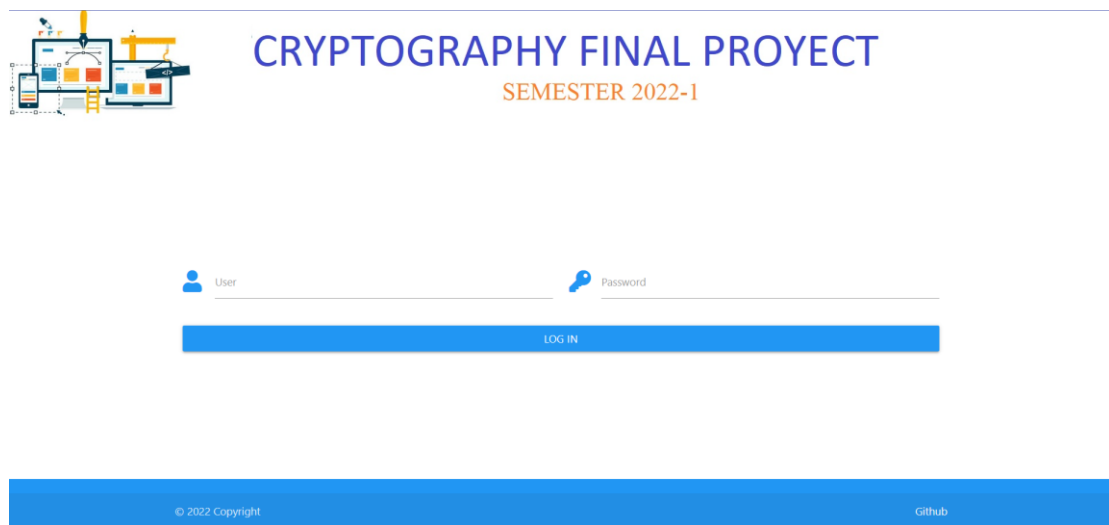 CRYPTOGRAPHY FINAL PROYECT
SEMESTER 2022-1
User Password
LOG IN
© 2022 Copyright Github